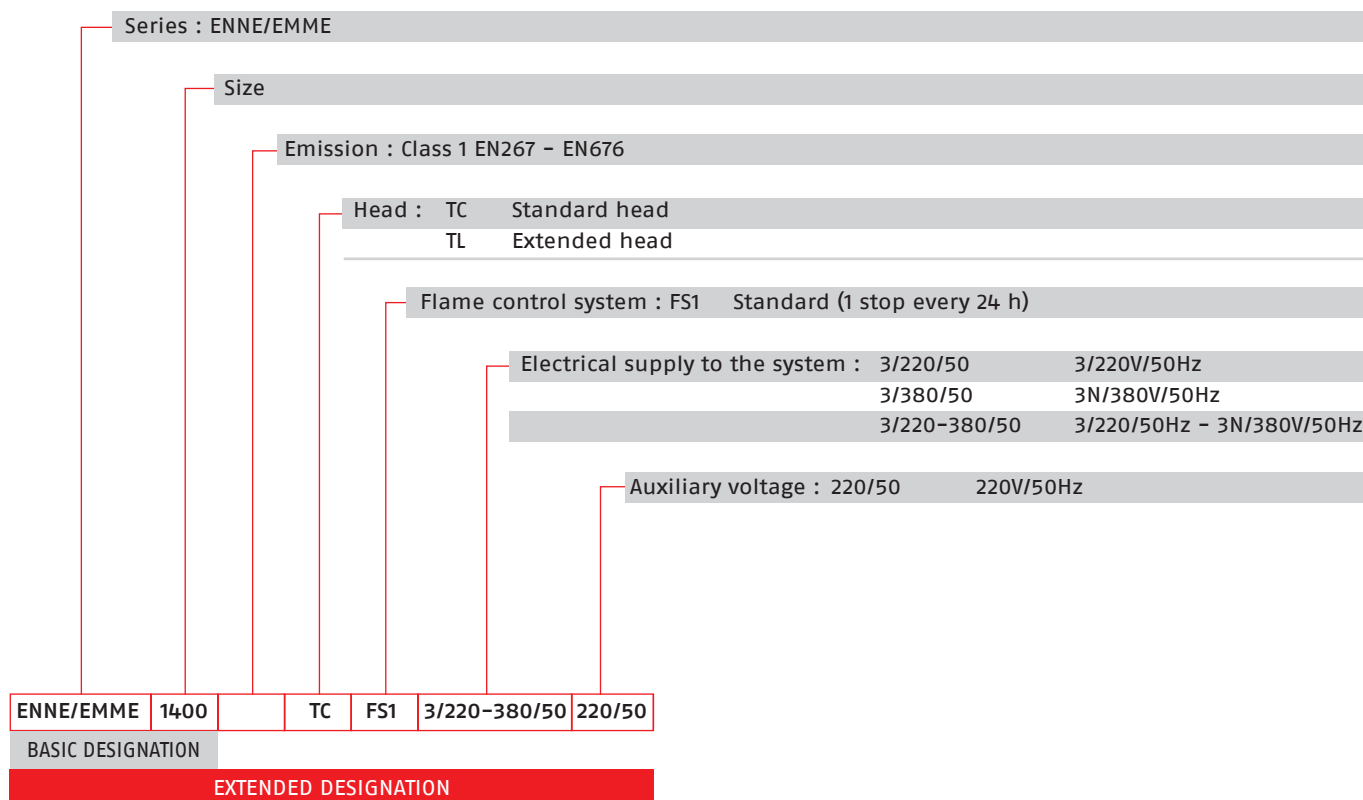 Series : ENNE/EMME
Size
Emission : Class 1 EN267 - EN676
Head : TC Standard head
TL Extended head
Flame control system : FS1 Standard (1 stop every 24 h)
Electrical supply to the system : 3/220/50 3/220V/50Hz
3/380/50 3N/380V/50Hz
3/220-380/50 3/220/50Hz - 3N/380V/50Hz
Auxiliary voltage : 220/50 220V/50Hz
ENNE/EMME 1400 TC FS1 3/220-380/50 220/50
BASIC DESIGNATION
EXTENDED DESIGNATION